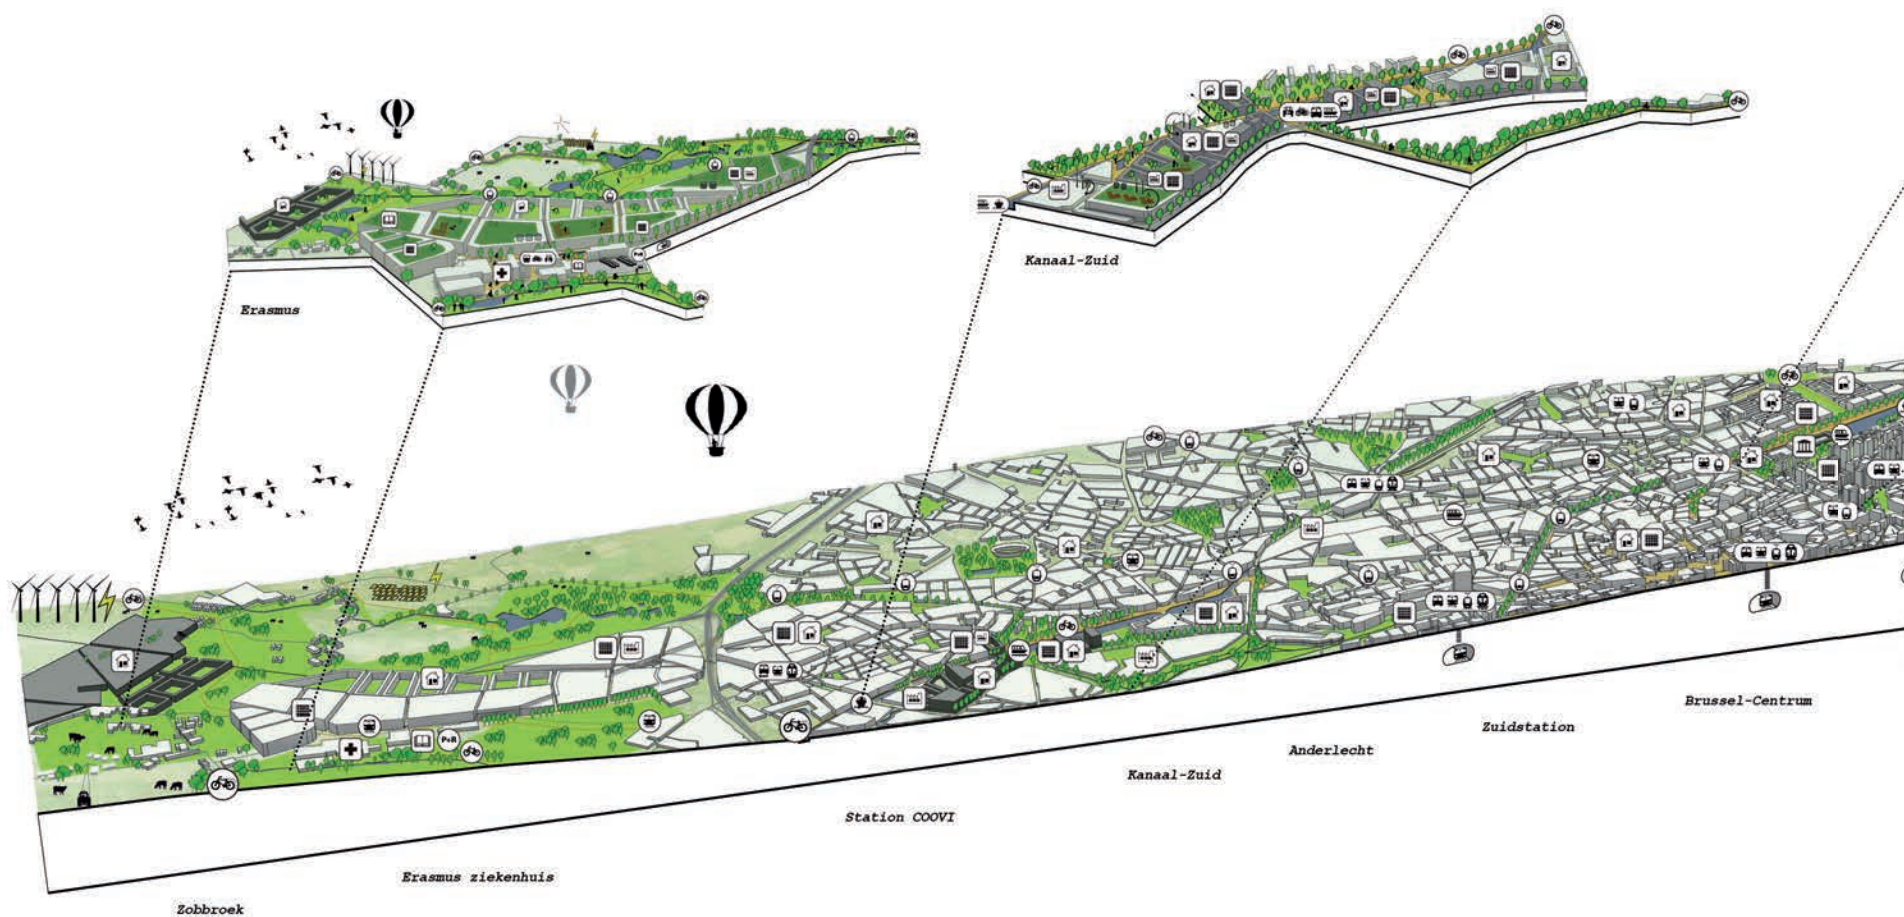 Erasmus
Kanaal-Zuid
P+R
P+R
Brussel-Centrum
Zuidstation
Anderlecht
Kanaal-Zuid
Station COOVI
Erasmus ziekenhuis
Zobbroek